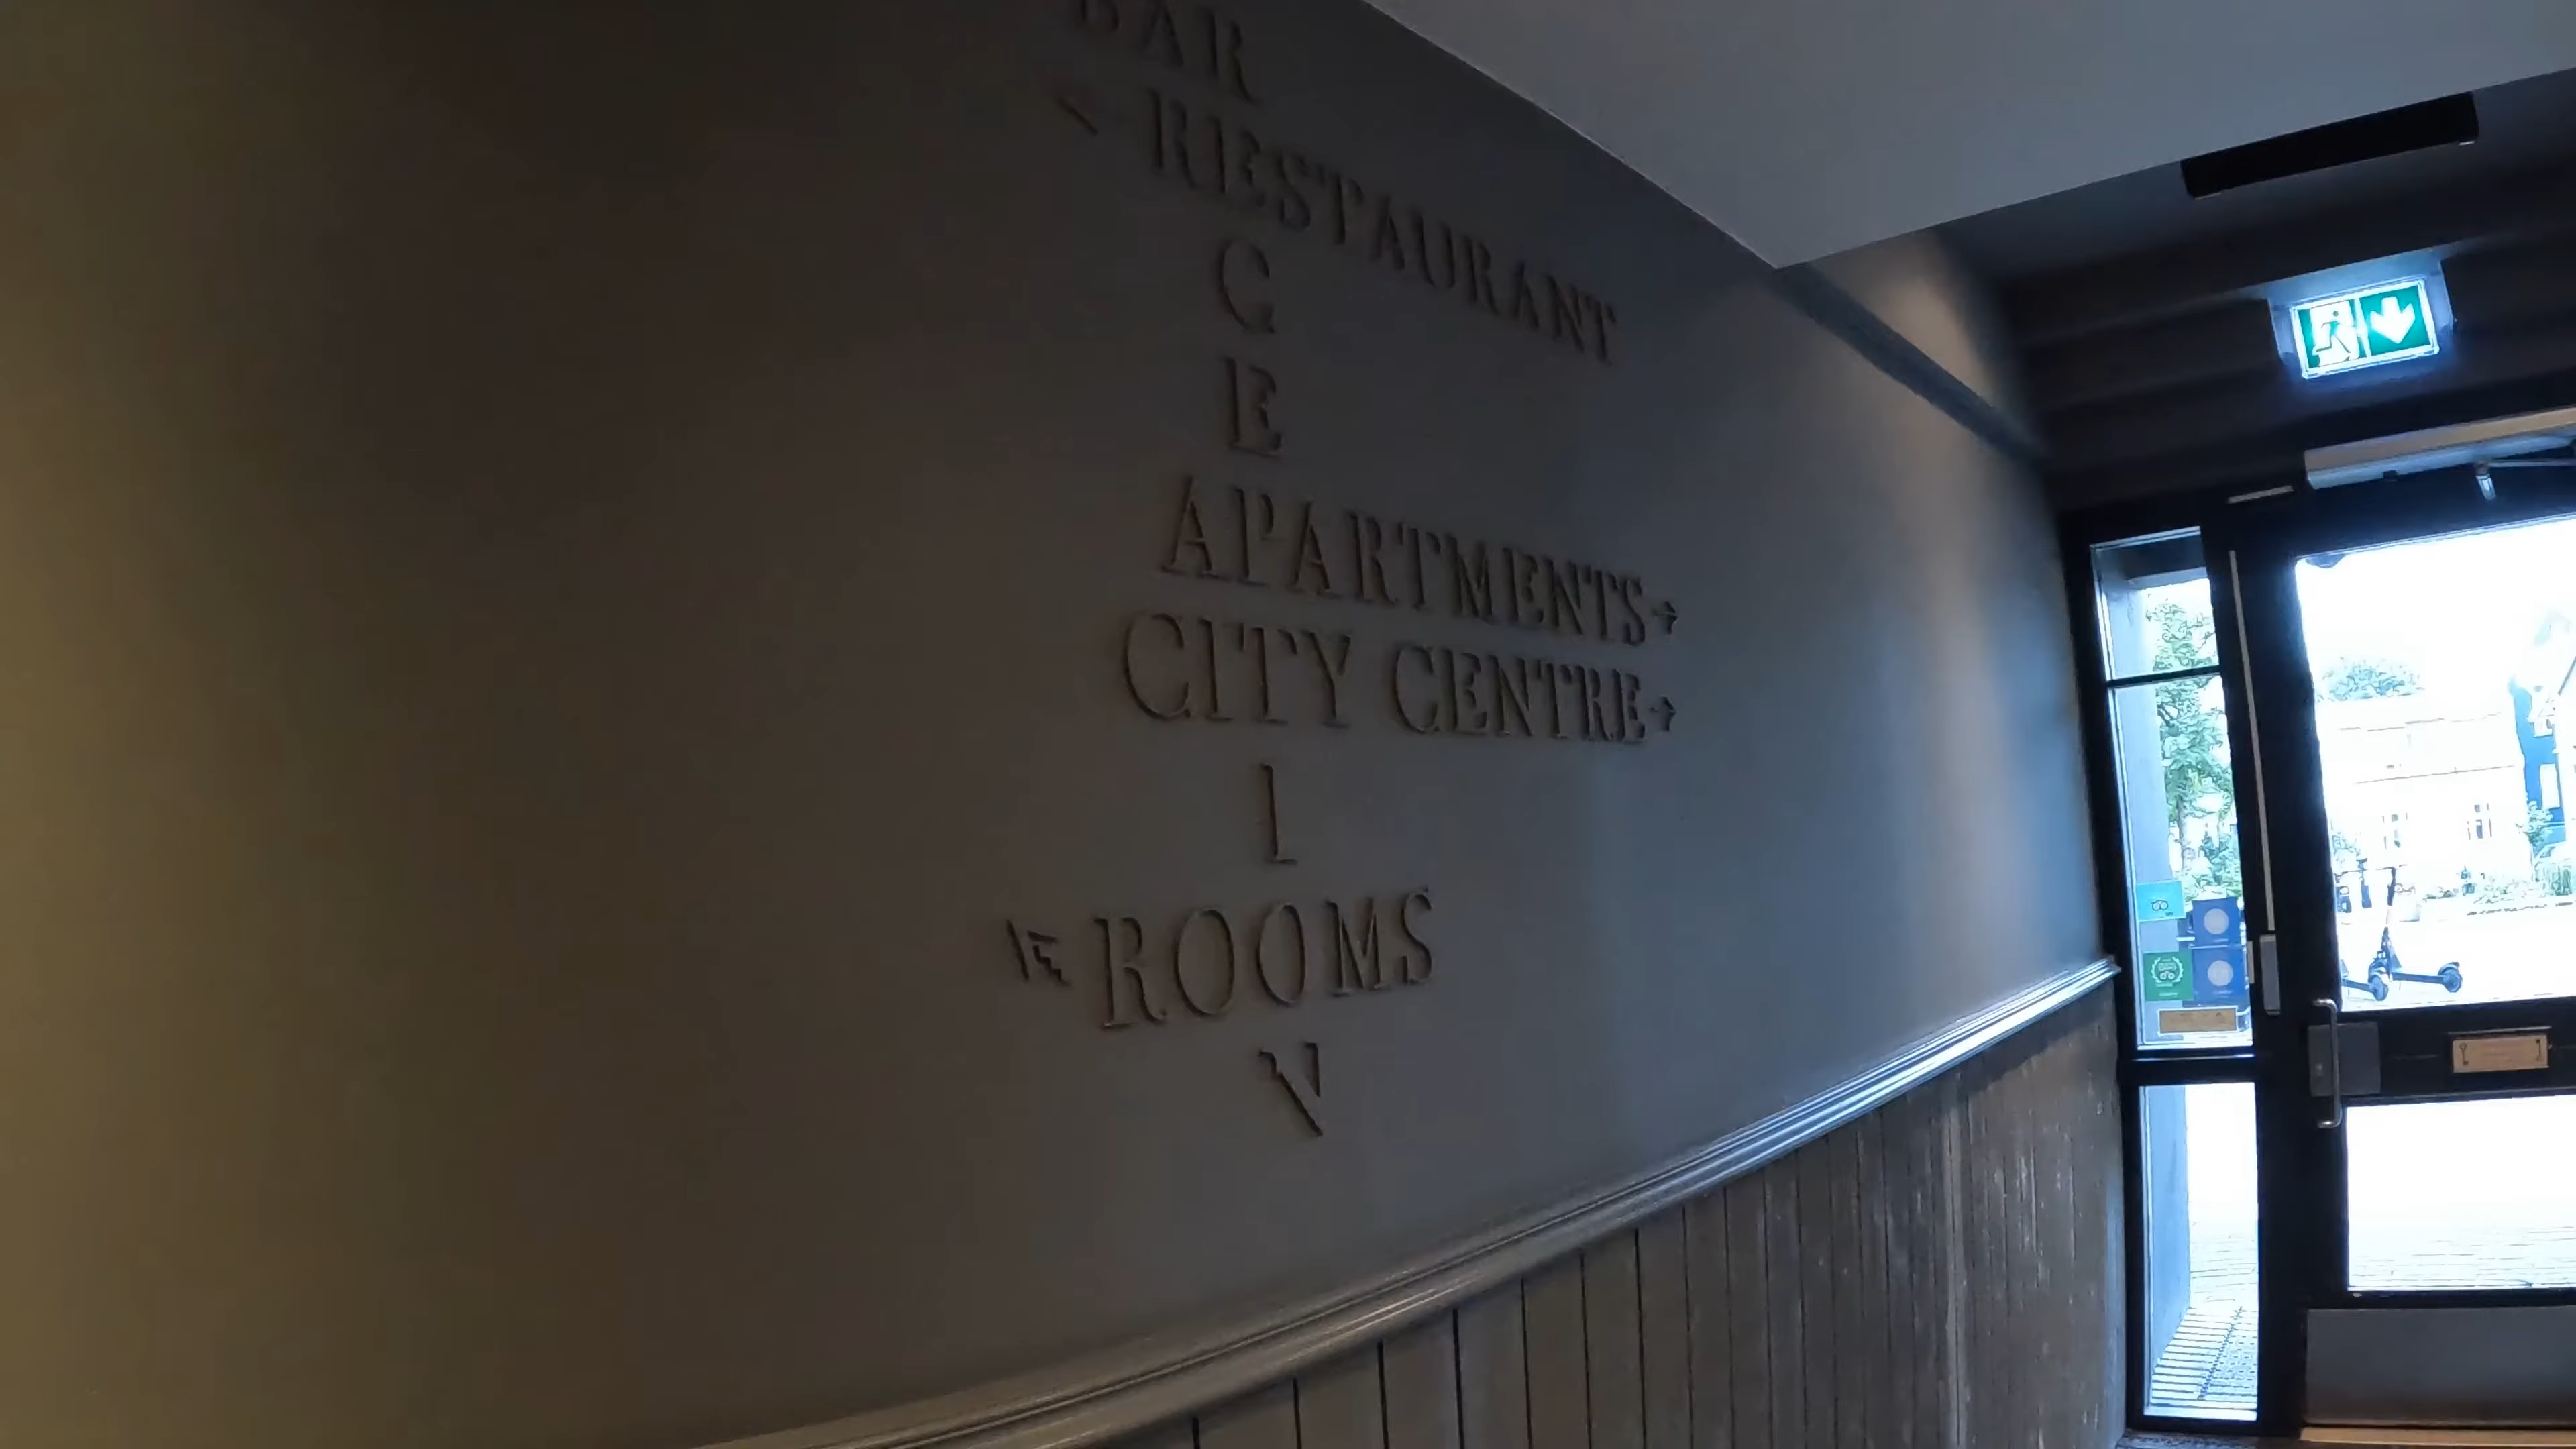 BAR
RESTAURANT
C
E
APARTMENTS→
CITY CENTRE→
I
ROOMS
N